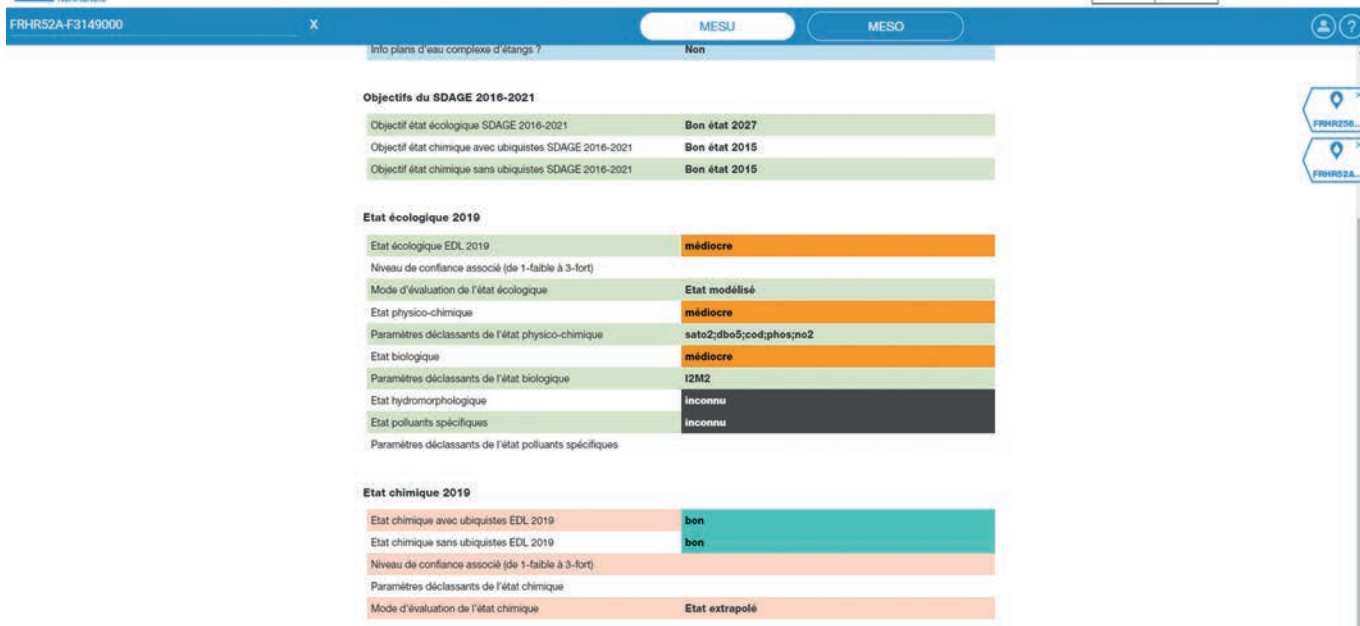 FRHR52A-F3149000 X MESU MESO ?
Info plans d'eau complexe d'étangs ? Non
Objectifs du SDAGE 2016-2021
Objectif état écologique SDAGE 2016-2021 Bon état 2027
Objectif état chimique avec ubiquistes SDAGE 2016-2021 Bon état 2015
Objectif état chimique sans ubiquistes SDAGE 2016-2021 Bon état 2015
FRHR256...
FRHR52A...
Etat écologique 2019
Etat écologique EDL 2019 médiocre
Niveau de confiance associé (de 1-faible à 3-fort)
Mode d'évaluation de l'état écologique Etat modélisé
Etat physico-chimique médiocre
Paramètres déclassants de l'état physico-chimique sato2;dbo5;cod;phos;no2
Etat biologique médiocre
Paramètres déclassants de l'état biologique I2M2
Etat hydromorphologique inconnu
Etat polluants spécifiques inconnu
Paramètres déclassants de l'état polluants spécifiques
Etat chimique 2019
Etat chimique avec ubiquistes EDL 2019 bon
Etat chimique sans ubiquistes EDL 2019 bon
Niveau de confiance associé (de 1-faible à 3-fort)
Paramètres déclassants de l'état chimique
Mode d'évaluation de l'état chimique Etat extrapolé